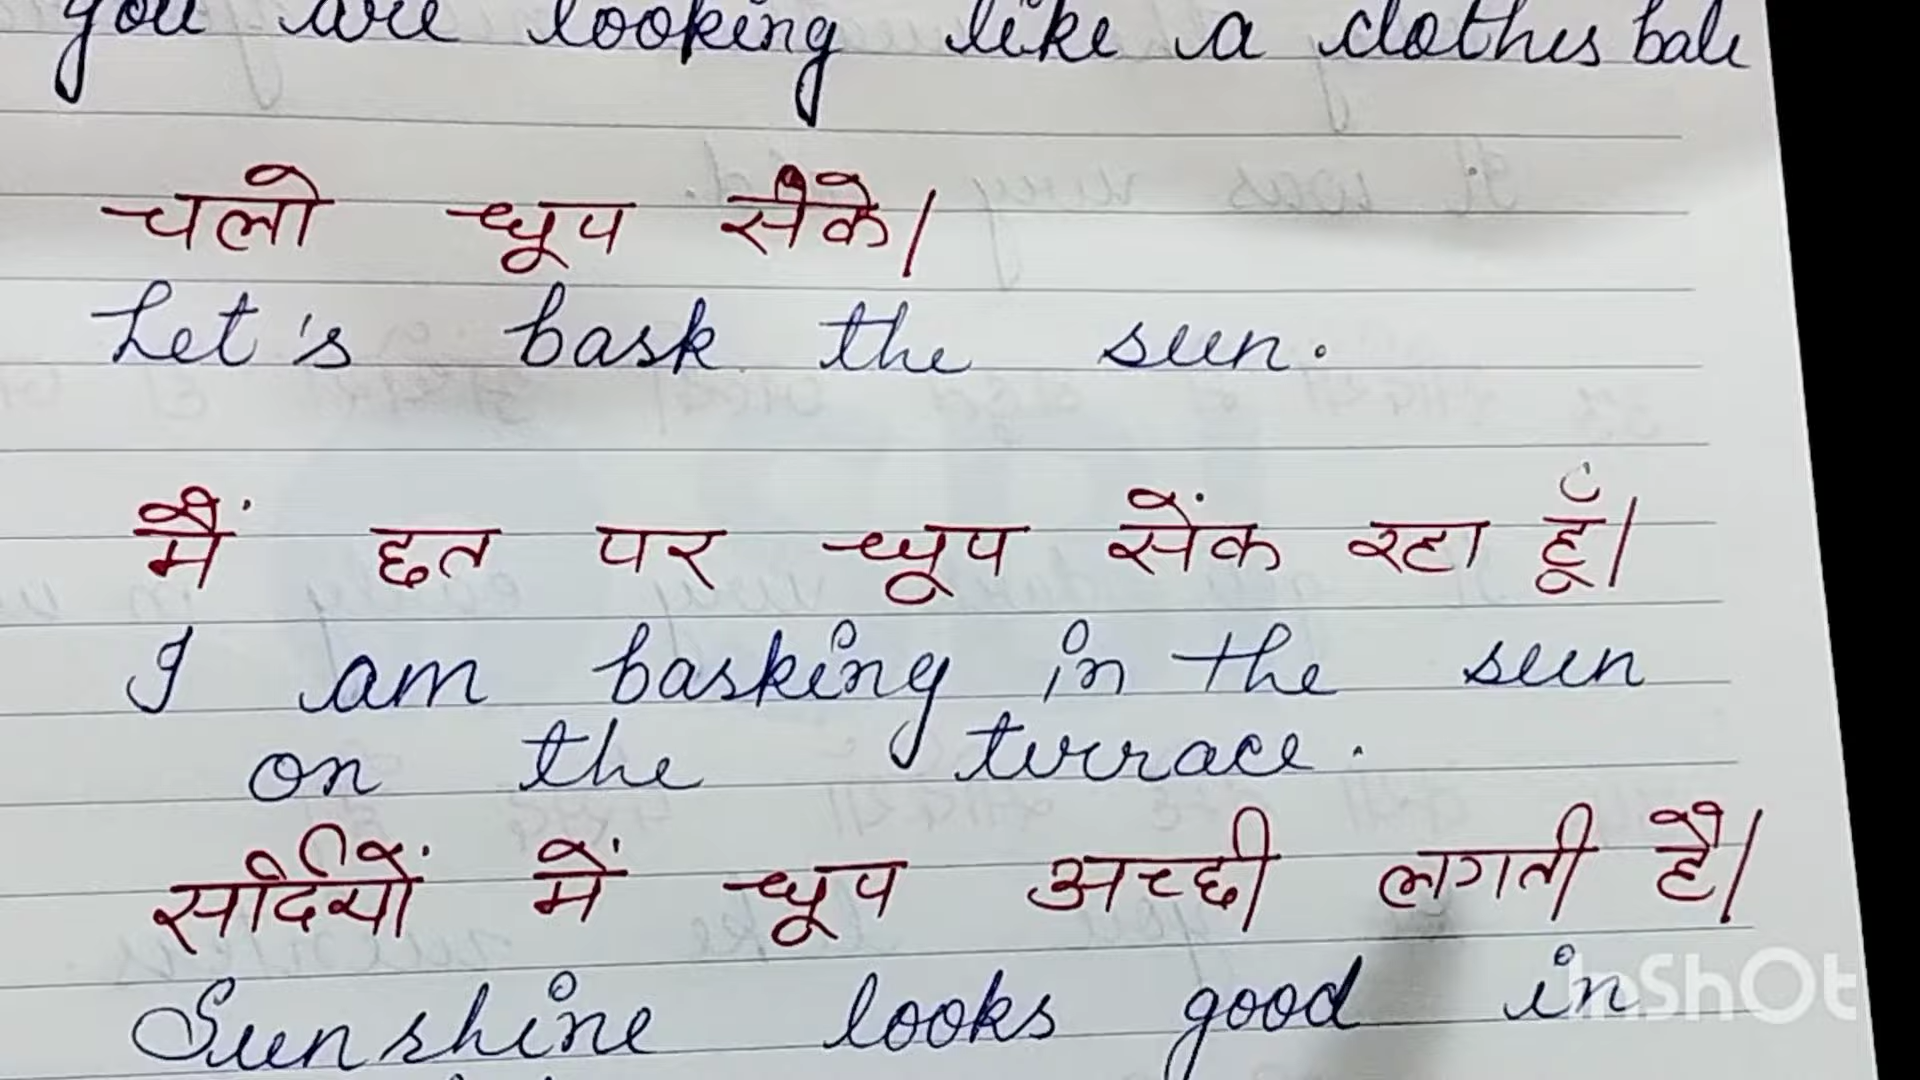 you are looking like a clothes bale
चलो धूप सैके।
Let's bask the sun.
मैं छत पर धूप सेंक रहा हूँ।
I am basking in the sun
on the terrace.
सर्दियों में धूप अच्छी लगती है।
Sunshine looks good in
InShOt